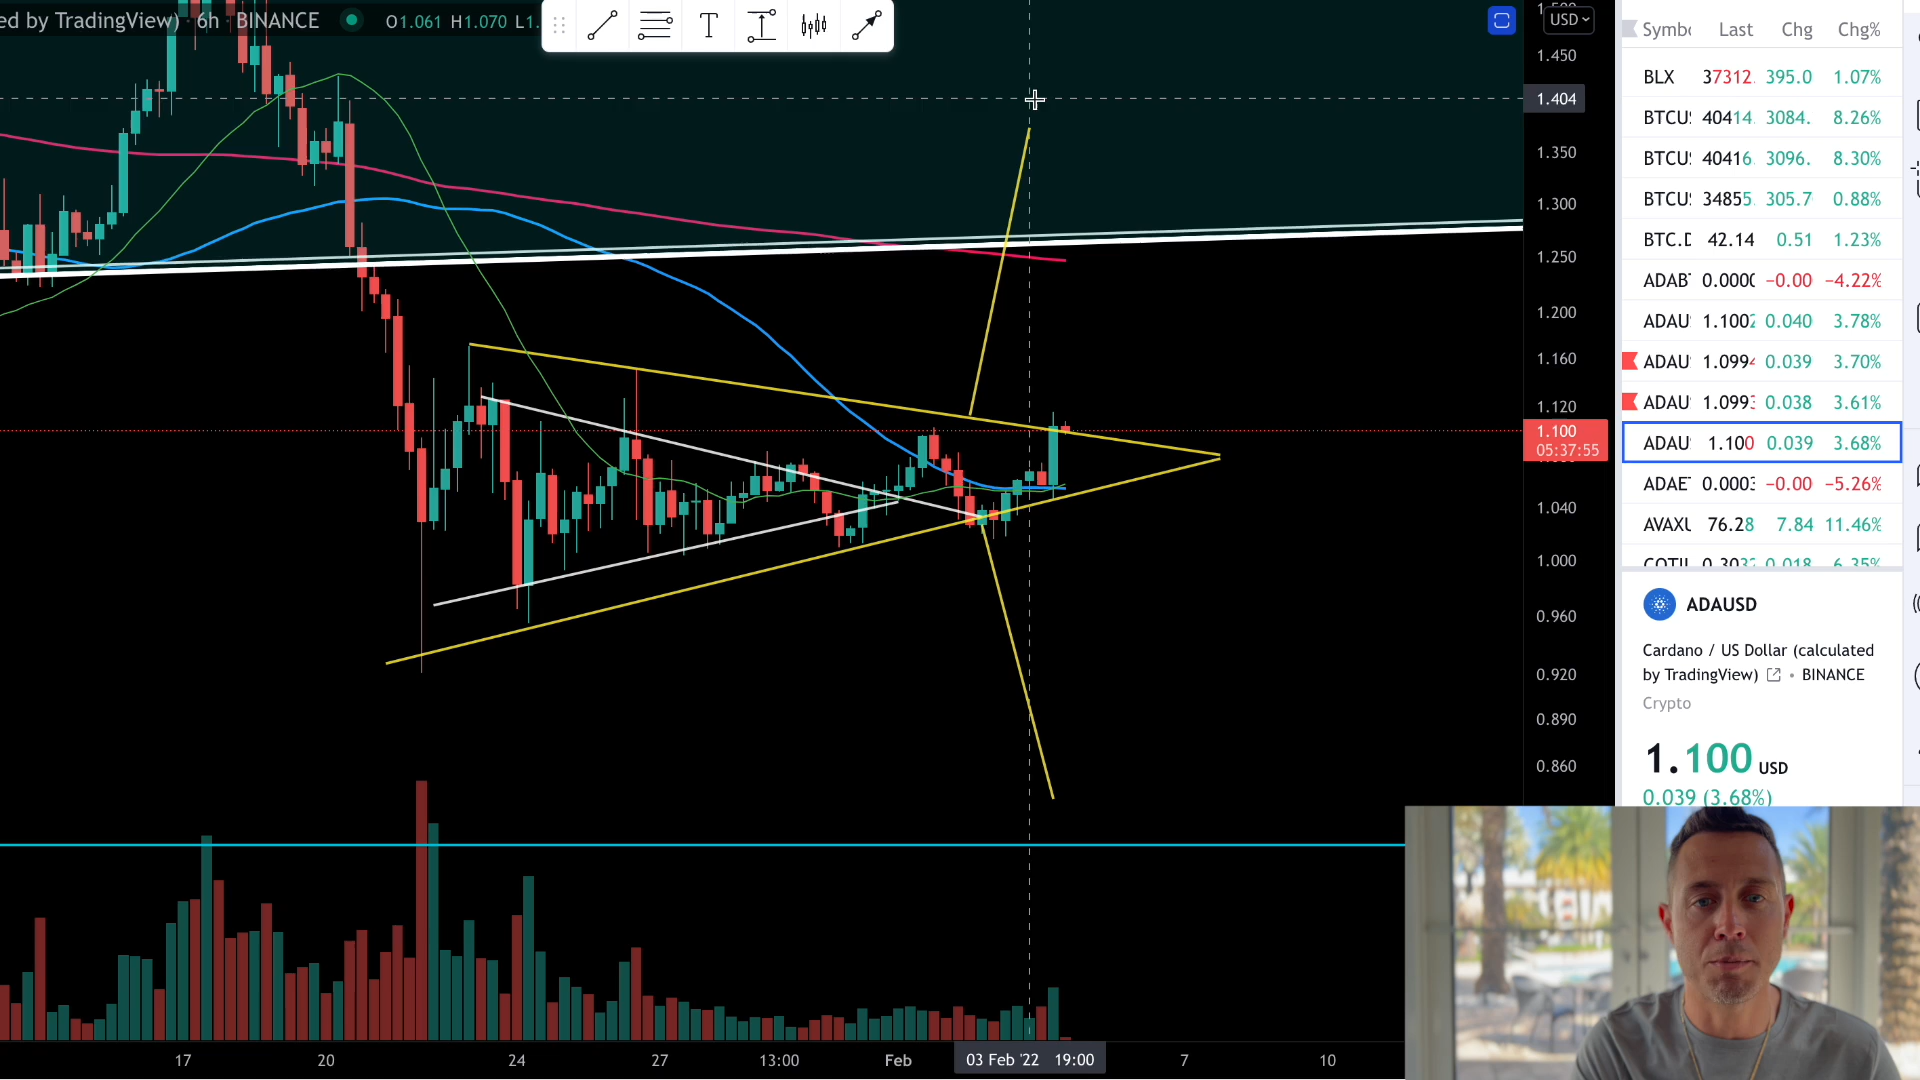 ed by TradingView) · 6h · BINANCE O1.061 H1.070 L1.
USD
1.450
1.404
1.350
1.300
1.250
1.200
1.160
1.120
1.100
05:37:55
1.040
1.000
0.960
0.920
0.890
0.860
17 20 24 27 13:00 Feb 03 Feb '22 19:00 7 10
Symbo Last Chg Chg%
BLX 37312. 395.0 1.07%
BTCU 40414. 3084. 8.26%
BTCU 40416. 3096. 8.30%
BTCU 34855. 305.7 0.88%
BTC.D 42.14 0.51 1.23%
ADAB 0.0000 −0.00 −4.22%
ADAU 1.1002 0.040 3.78%
ADAU 1.0994 0.039 3.70%
ADAU 1.0993 0.038 3.61%
ADAU 1.100 0.039 3.68%
ADAE 0.0003 −0.00 −5.26%
AVAXU 76.28 7.84 11.46%
0.018 6.35%
ADAUSD
Cardano / US Dollar (calculated
by TradingView) • BINANCE
Crypto
1.100 USD
0.039 (3.68%)